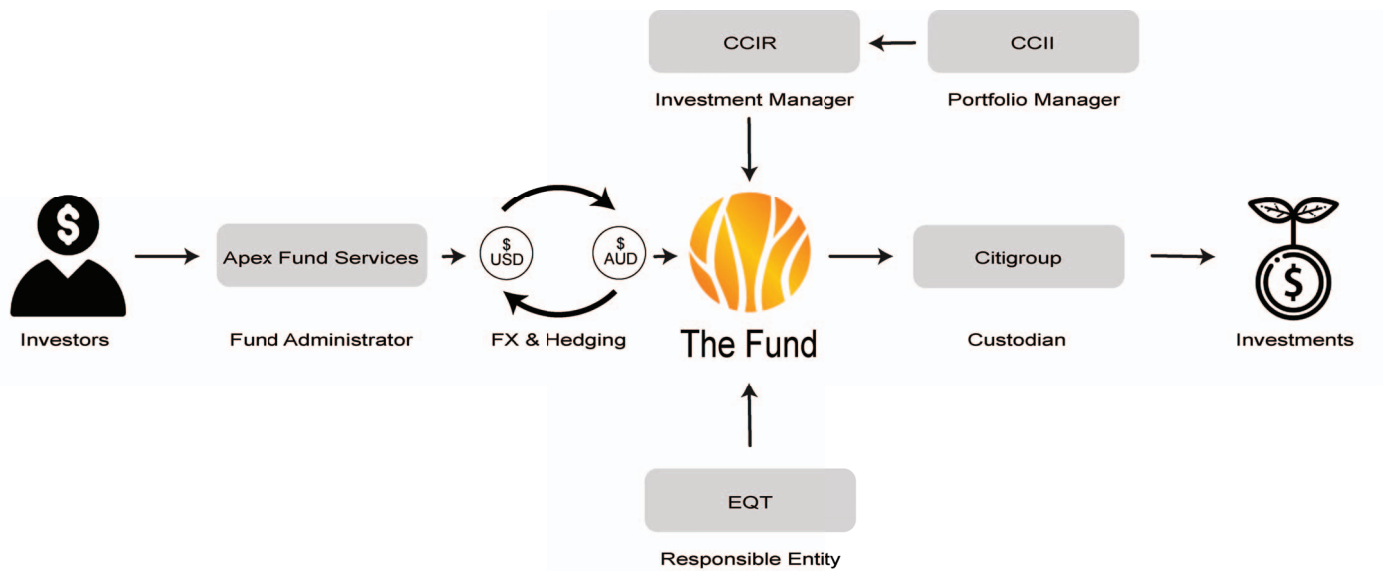 CCIR
CCII
Investment Manager
Portfolio Manager
$
Apex Fund Services
$
USD
$
AUD
Citigroup
$
Investors
Fund Administrator
FX & Hedging
The Fund
Custodian
Investments
EQT
Responsible Entity